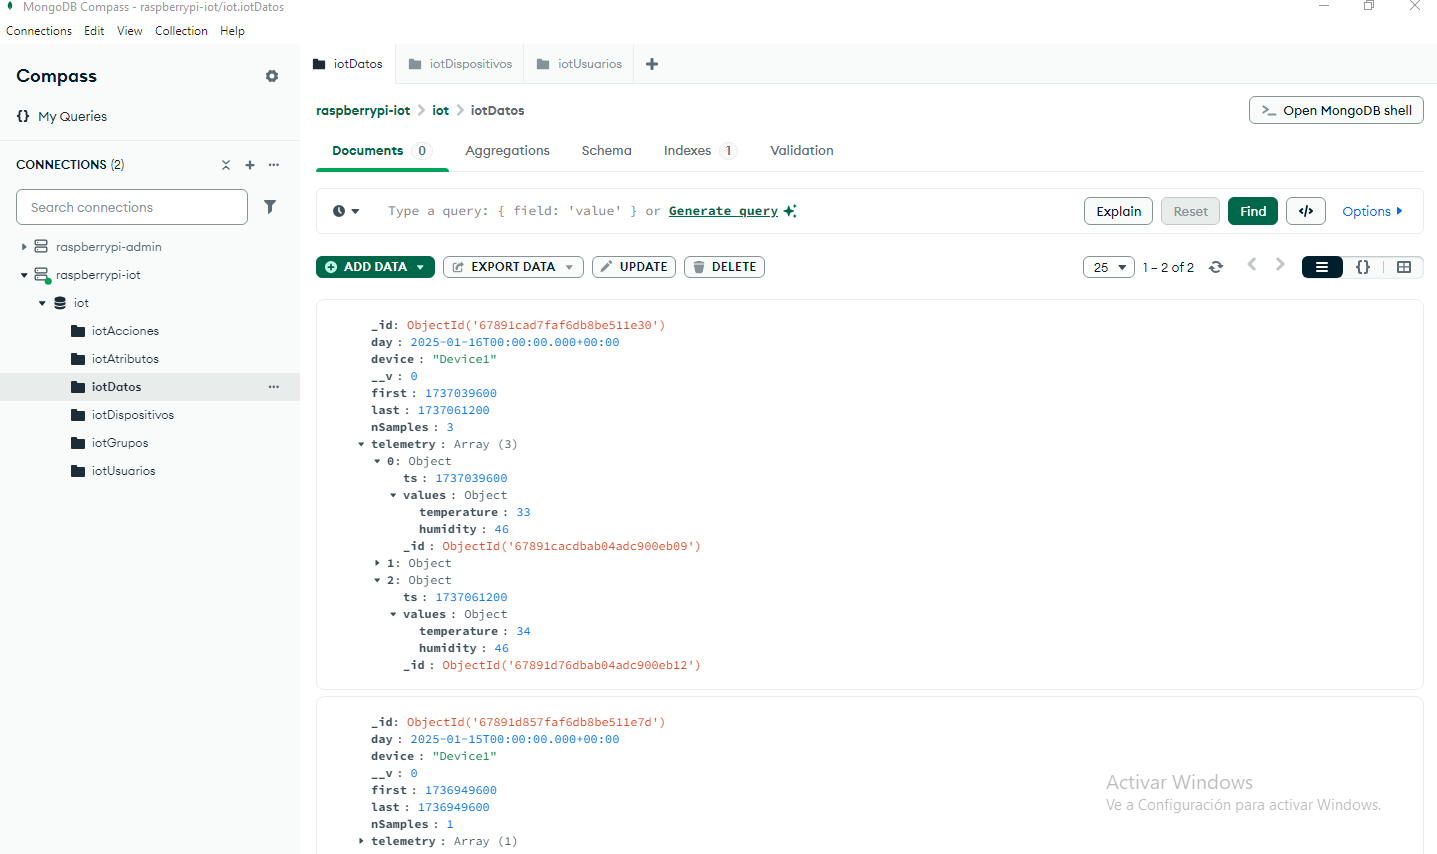 MongoDB Compass - raspberrypi-iot/iot.iotDatos
Connections Edit View Collection Help
Compass
{} My Queries
CONNECTIONS (2)
Search connections
raspberrypi-admin
raspberrypi-iot
iot
iotAcciones
iotAtributos
iotDatos
iotDispositivos
iotGrupos
iotUsuarios
iotDatos iotDispositivos iotUsuarios
raspberrypi-iot > iot > iotDatos
>_ Open MongoDB shell
Documents 0 Aggregations Schema Indexes 1 Validation
Type a query: { field: 'value' } or Generate query
Explain Reset Find </> Options
ADD DATA EXPORT DATA UPDATE DELETE
25 1 – 2 of 2 {}
_id: ObjectId('67891cad7faf6db8be511e30')
day : 2025-01-16T00:00:00.000+00:00
device : "Device1"
__v : 0
first : 1737039600
last : 1737061200
nSamples : 3
telemetry : Array (3)
0: Object
ts : 1737039600
values : Object
temperature : 33
humidity : 46
_id : ObjectId('67891cacdbab04adc900eb09')
1: Object
2: Object
ts : 1737061200
values : Object
temperature : 34
humidity : 46
_id : ObjectId('67891d76dbab04adc900eb12')
_id: ObjectId('67891d857faf6db8be511e7d')
day : 2025-01-15T00:00:00.000+00:00
device : "Device1"
__v : 0
first : 1736949600
last : 1736949600
nSamples : 1
telemetry : Array (1)
Activar Windows
Ve a Configuración para activar Windows.